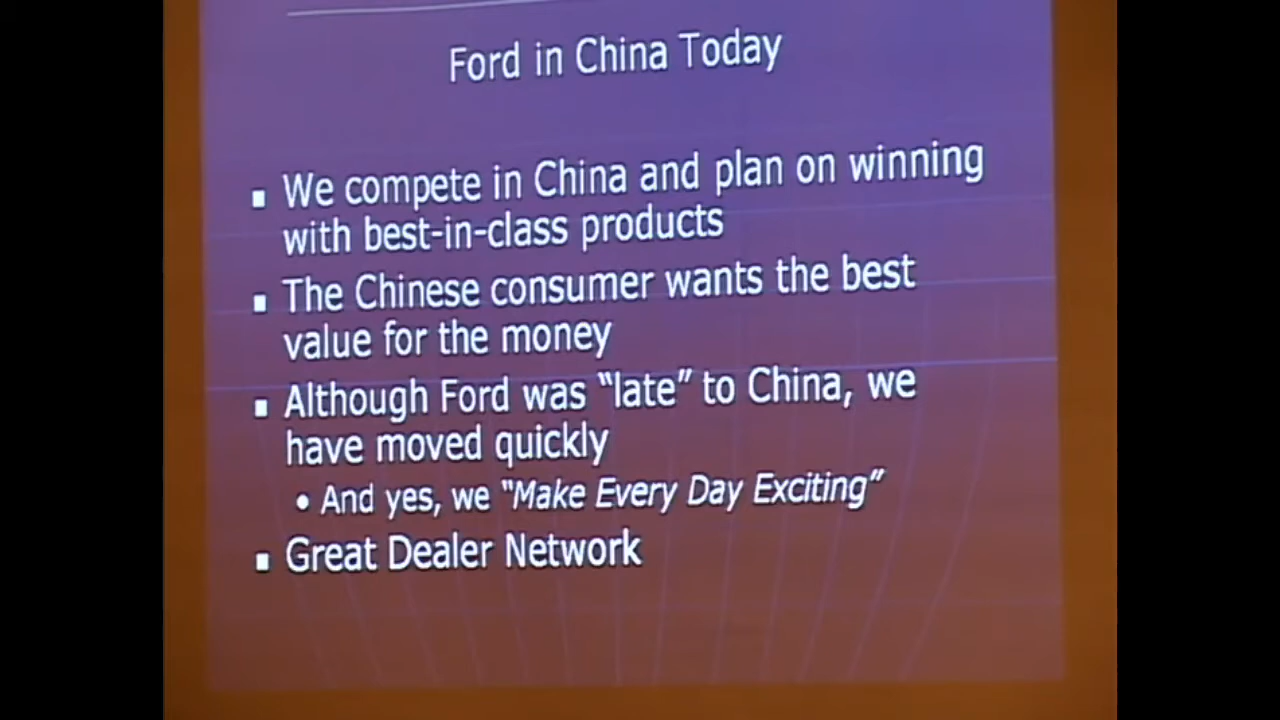 Ford in China Today
▪ We compete in China and plan on winning
with best-in-class products
▪ The Chinese consumer wants the best
value for the money
▪ Although Ford was “late” to China, we
have moved quickly
• And yes, we “Make Every Day Exciting”
▪ Great Dealer Network